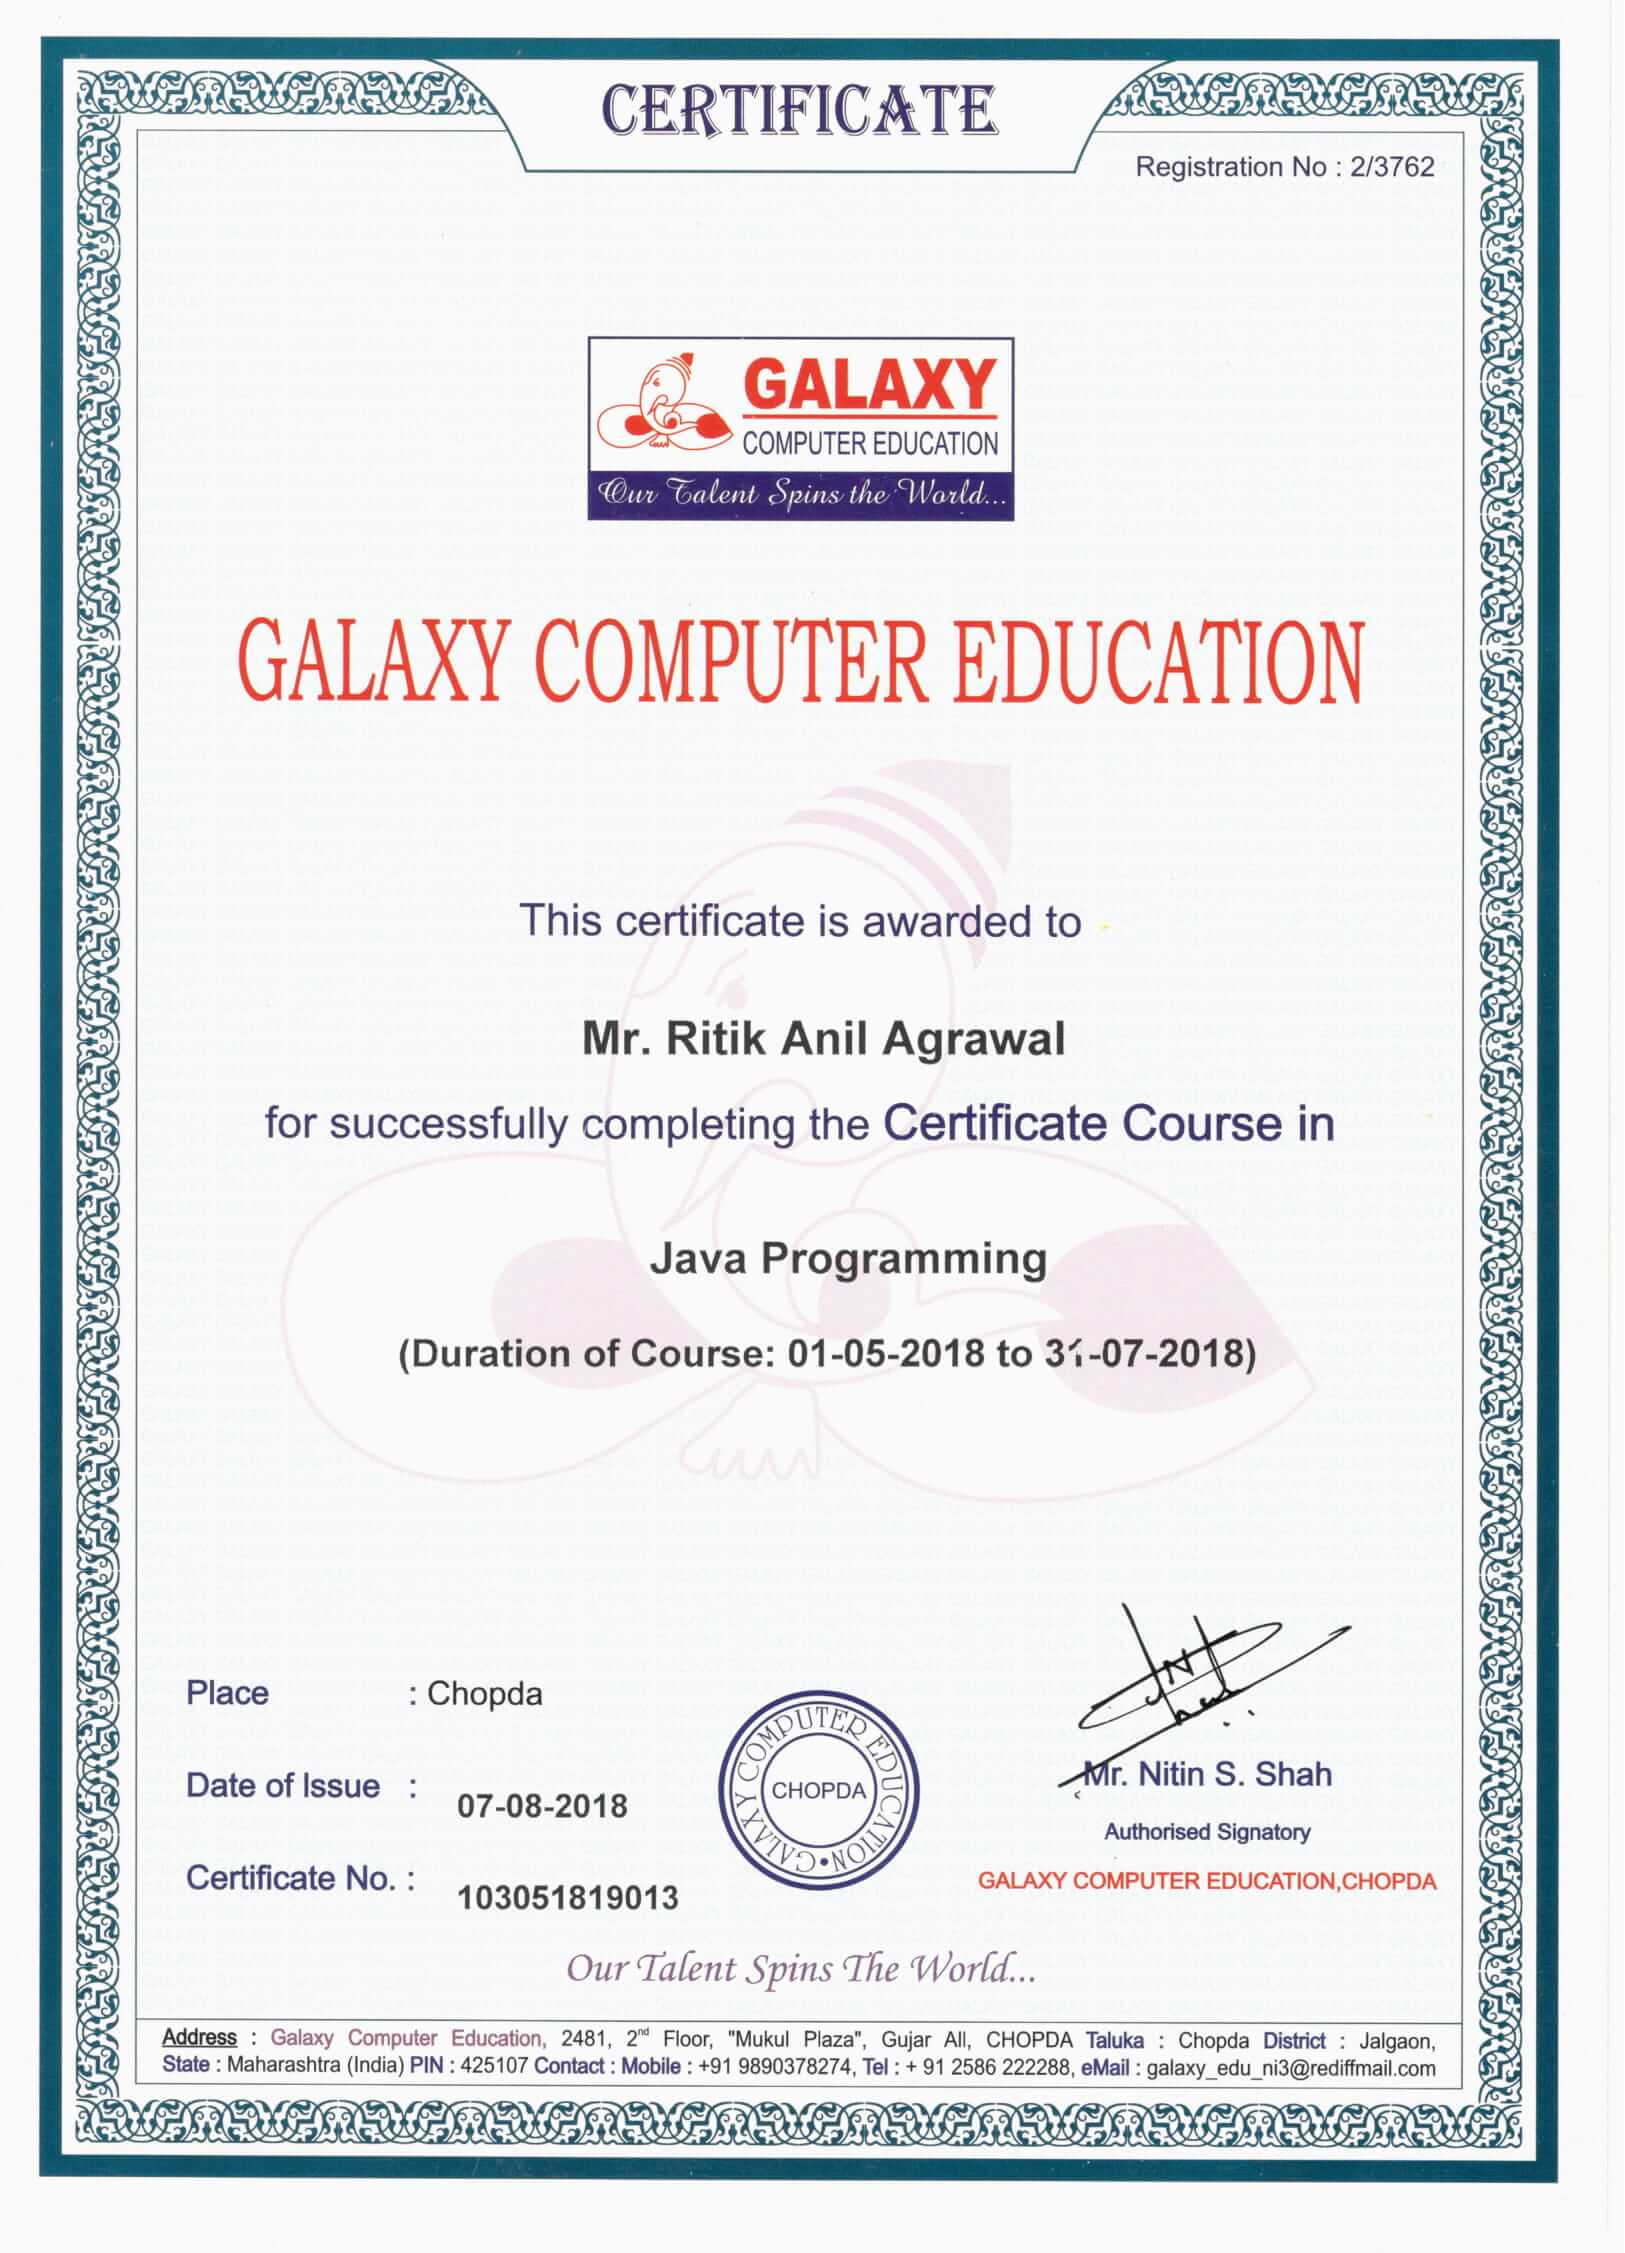 CERTIFICATE
Registration No : 2/3762
GALAXY
COMPUTER EDUCATION
Our Talent Spins the World...
GALAXY COMPUTER EDUCATION
This certificate is awarded to
Mr. Ritik Anil Agrawal
for successfully completing the Certificate Course in
Java Programming
(Duration of Course: 01-05-2018 to 31-07-2018)
Place : Chopda
Date of Issue : 07-08-2018
Certificate No. : 103051819013
GALAXY COMPUTER EDUCATION
CHOPDA
Mr. Nitin S. Shah
Authorised Signatory
GALAXY COMPUTER EDUCATION,CHOPDA
Our Talent Spins The World...
Address : Galaxy Computer Education, 2481, 2nd Floor, "Mukul Plaza", Gujar All, CHOPDA Taluka : Chopda District : Jalgaon,
State : Maharashtra (India) PIN : 425107 Contact : Mobile : +91 9890378274, Tel : + 91 2586 222288, eMail : galaxy_edu_ni3@rediffmail.com